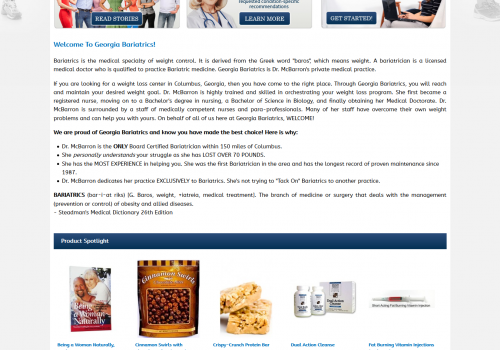 Requested condition-specific
recommendations
READ STORIES
LEARN MORE
GET STARTED!
Welcome To Georgia Bariatrics!
Bariatrics is the medical specialty of weight control. It is derived from the Greek word "baros", which means weight. A bariatrician is a licensed
medical doctor who is qualified to practice Bariatric medicine. Georgia Bariatrics is Dr. McBarron's private medical practice.
If you are looking for a weight loss center in Columbus, Georgia, then you have come to the right place. Through Georgia Bariatrics, you will reach
and maintain your desired weight goal. Dr. McBarron is highly trained and skilled in orchestrating your weight loss program. She first became a
registered nurse, moving on to a Bachelor's degree in nursing, a Bachelor of Science in Biology, and finally obtaining her Medical Doctorate. Dr.
McBarron is surrounded by a staff of medically competent nurses and para-professionals. Many of her staff have overcome their own weight
problems and can help you with yours. On behalf of all of us here at Georgia Bariatrics, WELCOME!
We are proud of Georgia Bariatrics and know you have made the best choice! Here is why:
• Dr. McBarron is the ONLY Board Certified Bariatrician within 150 miles of Columbus.
• She personally understands your struggle as she has LOST OVER 70 POUNDS.
• She has the MOST EXPERIENCE in helping you. She was the first Bariatrician in the area and has the longest record of proven maintenance since
1987.
• Dr. McBarron dedicates her practice EXCLUSIVELY to Bariatrics. She's not trying to "Tack On" Bariatrics to another practice.
BARIATRICS (bar-i-at riks) [G. Baros, weight, +iatreia, medical treatment]. The branch of medicine or surgery that deals with the management
(prevention or control) of obesity and allied diseases.
- Steadman's Medical Dictionary 26th Edition
Product Spotlight
Being
a Woman
Naturally
Cinnamon Swirls
Dual Action
Cleanse
Short-Acting Fat Burning Vitamin Injection
Being a Woman Naturally,
Cinnamon Swirls with
Crispy-Crunch Protein Bar
Dual Action Cleanse
Fat Burning Vitamin Injections